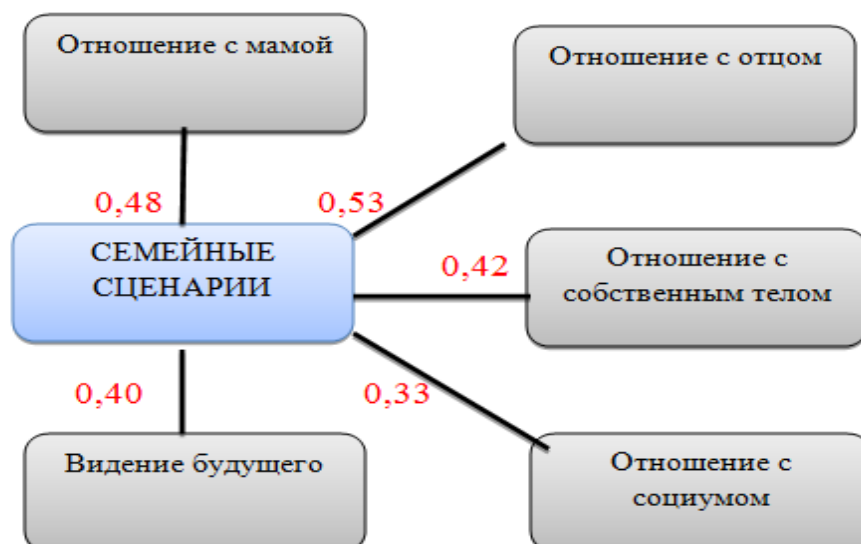 Отношение с мамой
Отношение с отцом
0,48
0,53
СЕМЕЙНЫЕ
СЦЕНАРИИ
0,42
Отношение с
собственным телом
0,40
0,33
Видение будущего
Отношение с
социумом